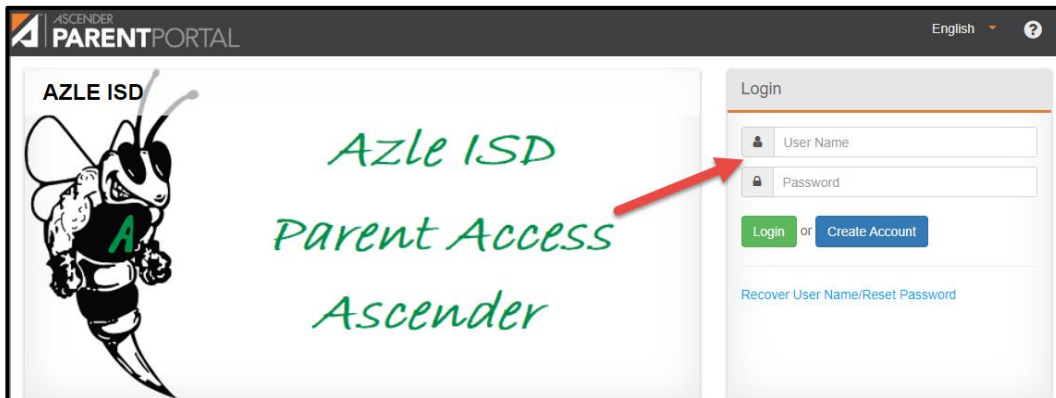 ASCENDER
PARENTPORTAL
English
?
AZLE ISD
A
Azle ISD
Parent Access
Ascender
Login
User Name
Password
Login or Create Account
Recover User Name/Reset Password